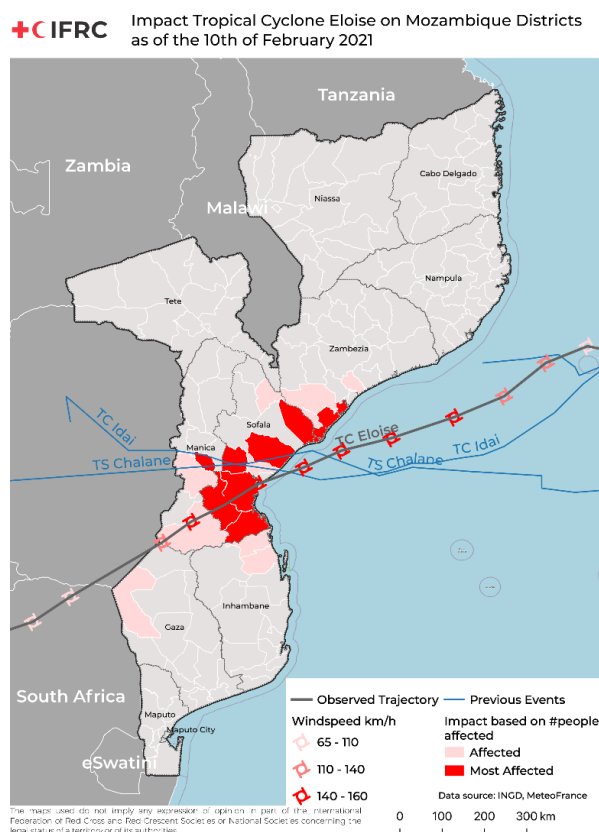 IFRC
Impact Tropical Cyclone Eloise on Mozambique Districts
as of the 10th of February 2021
Tanzania
Zambia
Cabo Delgado
Niassa
Malawi
Nampula
Tete
Zambezia
TC Idai
Sofala
TC Eloise
Manica
TC Idai
TS Chalane
TS Chalane
Inhambane
Gaza
South Africa
Maputo
Maputo City
eSwatini
Observed Trajectory
Previous Events
Windspeed km/h
65 - 110
110 - 140
140 - 160
Impact based on #people
affected
Affected
Most Affected
Data source: INGD, MeteoFrance
0 100 200 300 km
The maps used do not imply any expression of opinion in part of the International
Federation of Red Cross and Red Crescent Societies or National Societies concerning the
legal status of a territory or of its authorities.